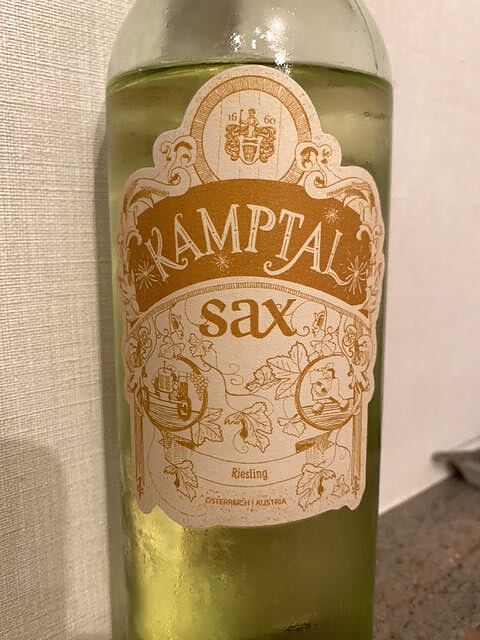 16 60
KAMPTAL
sax
Riesling
ÖSTERREICH | AUSTRIA